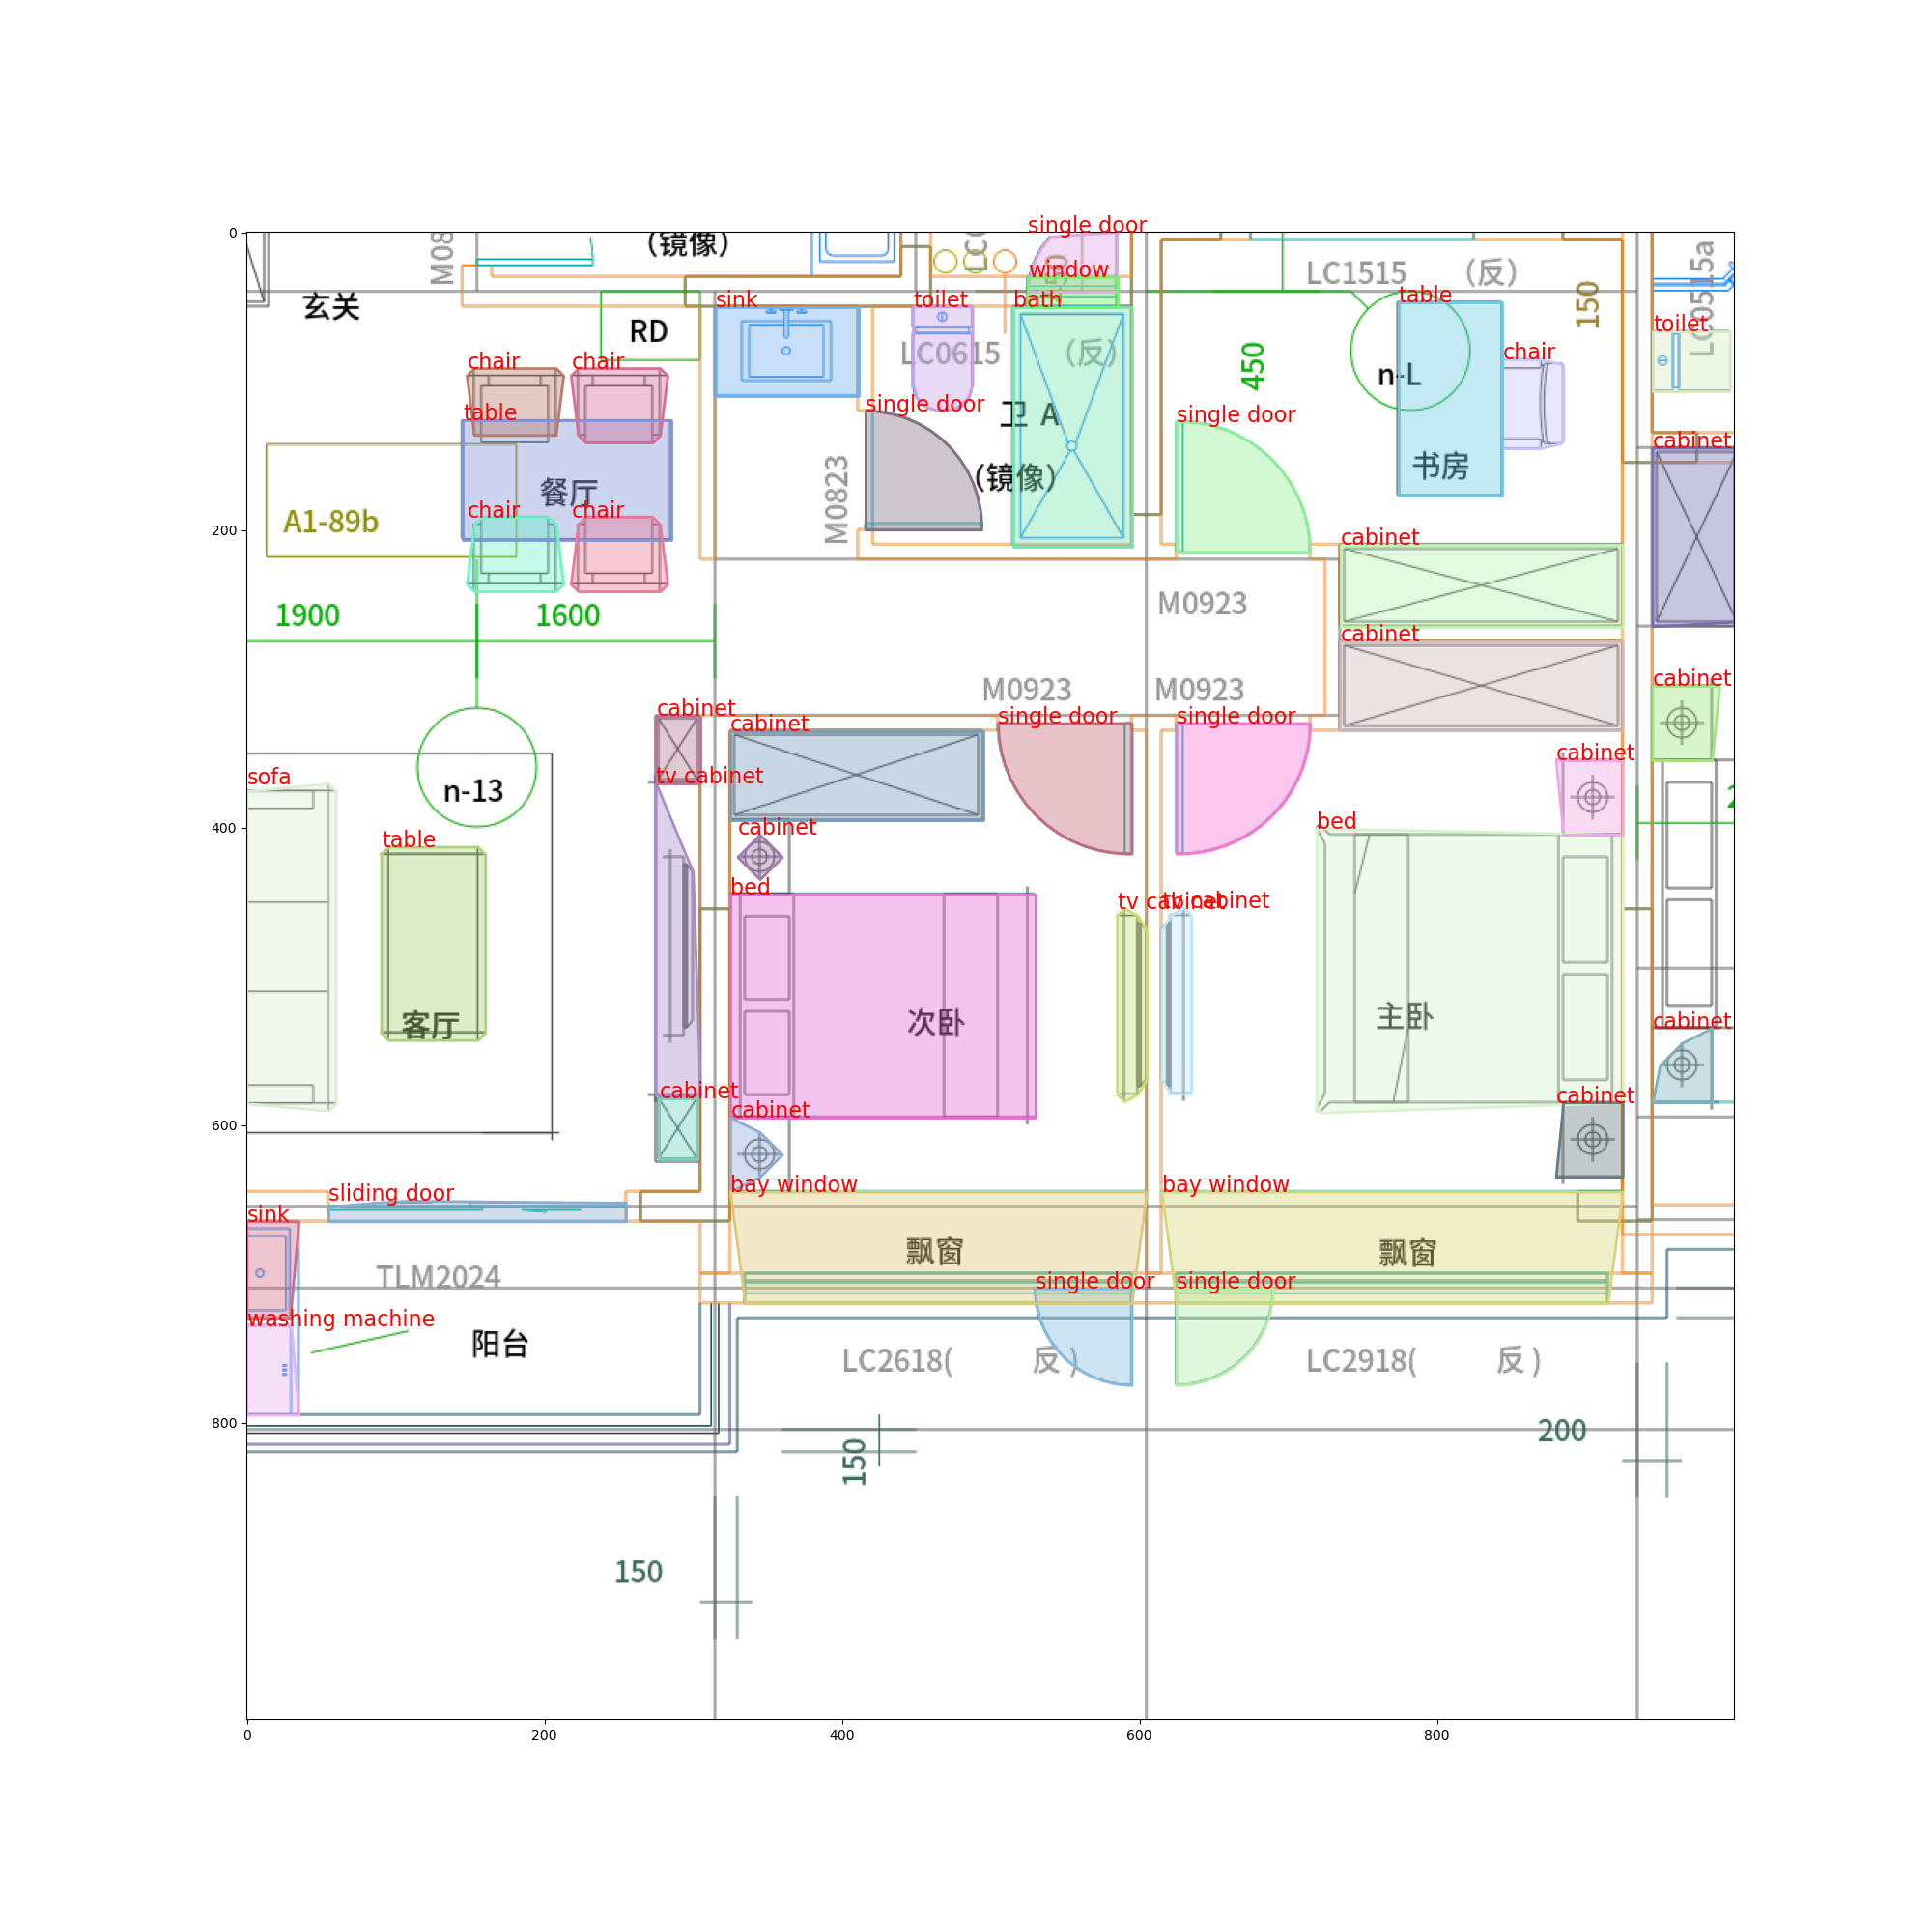 0
single door
M08
（镜像）
window
LC1515 （反）
玄关
sink
toilet
bath
table
150
LC0515a
toilet
RD
LC0615 （反）
450
n-L
chair
chair
chair
table
single door
卫 A
single door
cabinet
（镜像）
书房
餐厅
M0823
A1-89b
chair
chair
200
cabinet
1900
1600
M0923
cabinet
M0923
M0923
cabinet
cabinet
cabinet
single door
single door
cabinet
sofa
tv cabinet
n-13
2
400
cabinet
bed
table
bed
tv cabinet
tv cabinet
客厅
次卧
主卧
cabinet
cabinet
cabinet
cabinet
600
bay window
bay window
sliding door
sink
飘窗
飘窗
TLM2024
single door
single door
washing machine
阳台
LC2618( 反 )
LC2918( 反 )
800
150
200
150
0
200
400
600
800